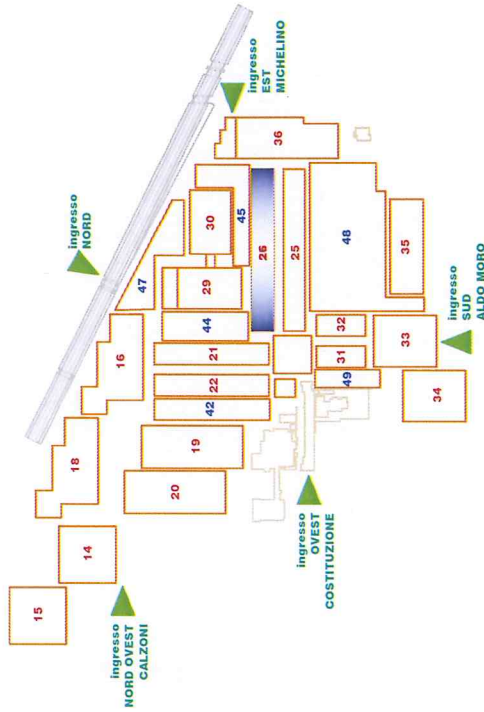 ingresso
EST
MICHELINO
ingresso
NORD
36
30
45
26
25
48
35
47
29
44
21
22
42
32
31
49
33
34
ingresso
SUD
ALDO MORO
16
18
19
20
14
15
ingresso
OVEST
COSTITUZIONE
ingresso
NORD OVEST
CALZONI